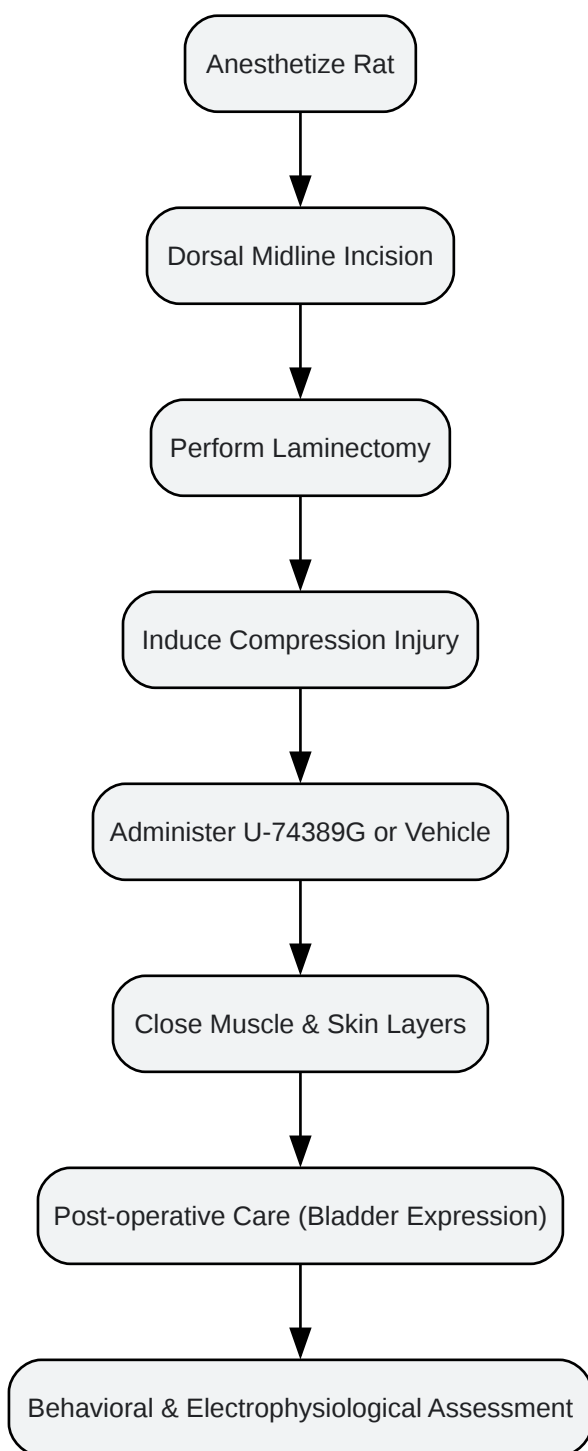 Anesthetize Rat
Dorsal Midline Incision
Perform Laminectomy
Induce Compression Injury
Administer U-74389G or Vehicle
Close Muscle & Skin Layers
Post-operative Care (Bladder Expression)
Behavioral & Electrophysiological Assessment